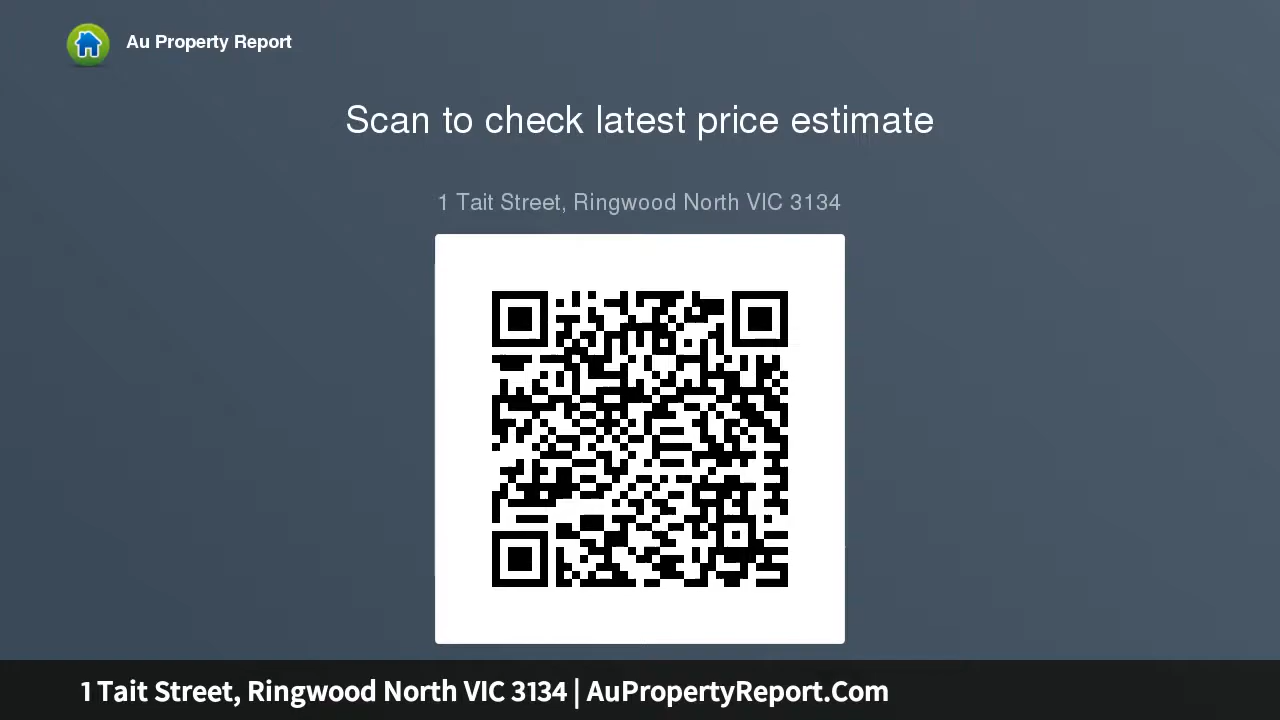 Au Property Report
Scan to check latest price estimate
1 Tait Street, Ringwood North VIC 3134
1 Tait Street, Ringwood North VIC 3134 | AuPropertyReport.Com